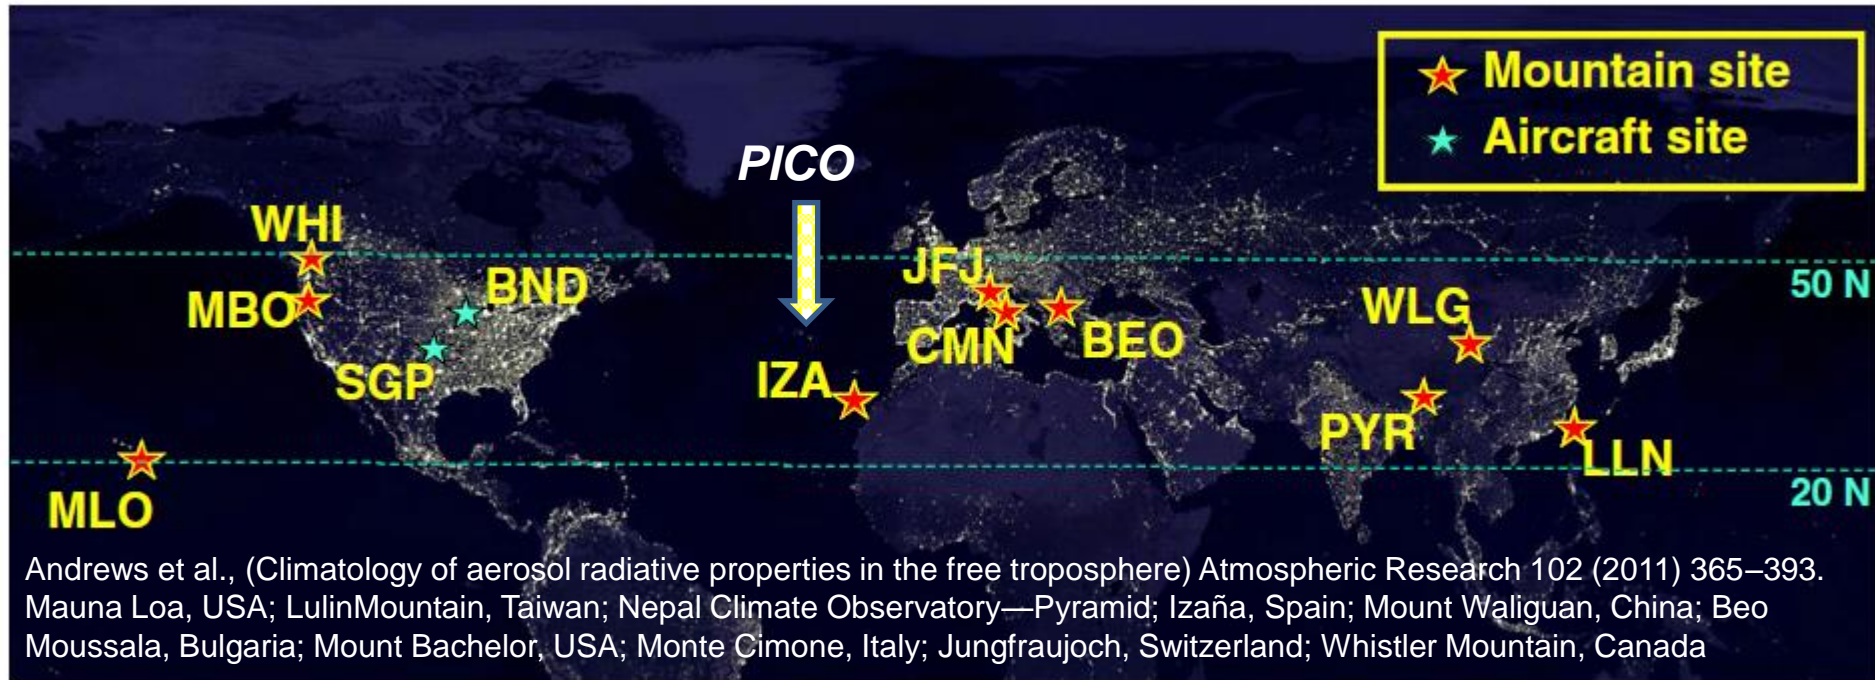 Mountain site
Aircraft site
PICO
WHI
JFJ
BND
50 N
MBO
WLG
CMN
BEO
SGP
IZA
PYR
LLN
20 N
MLO
Andrews et al., (Climatology of aerosol radiative properties in the free troposphere) Atmospheric Research 102 (2011) 365–393.
Mauna Loa, USA; LulinMountain, Taiwan; Nepal Climate Observatory—Pyramid; Izaña, Spain; Mount Waliguan, China; Beo
Moussala, Bulgaria; Mount Bachelor, USA; Monte Cimone, Italy; Jungfraujoch, Switzerland; Whistler Mountain, Canada